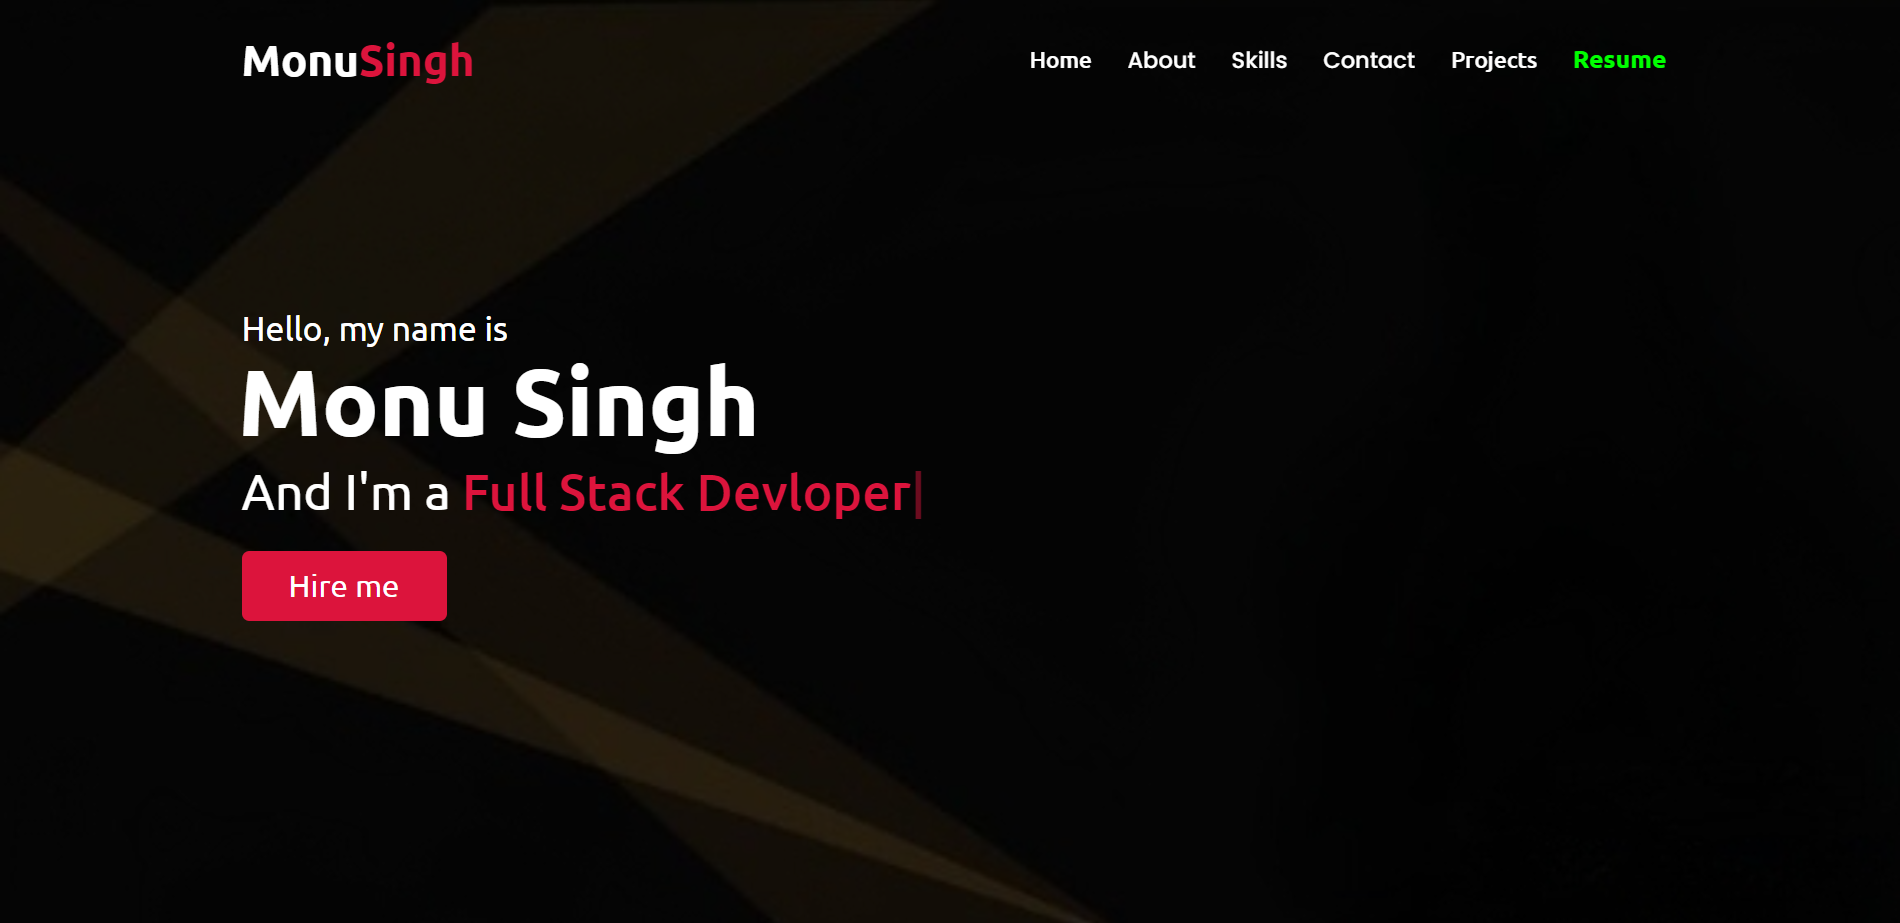 MonuSingh
Home About Skills Contact Projects Resume
Hello, my name is
Monu Singh
And I'm a Full Stack Devloper|
Hire me